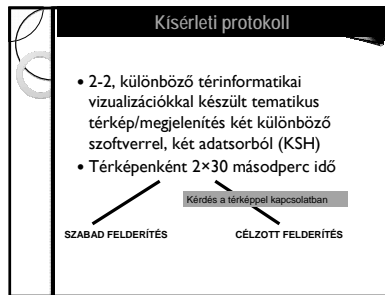 Kísérleti protokoll
• 2-2, különböző térinformatikai
vizualizációkkal készült tematikus
térkép/megjelenítés két különböző
szoftverrel, két adatsorból (KSH)
• Térképenként 2×30 másodperc idő
Kérdés a térképpel kapcsolatban
SZABAD FELDERÍTÉS
CÉLZOTT FELDERÍTÉS